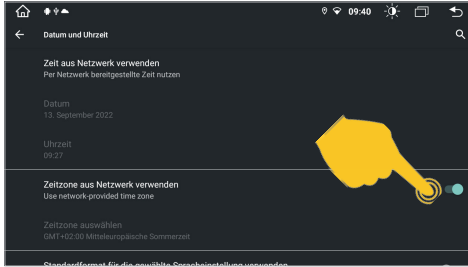 09:40
Datum und Uhrzeit
Zeit aus Netzwerk verwenden
Per Netzwerk bereitgestellte Zeit nutzen
Datum
13. September 2022
Uhrzeit
09:27
Zeitzone aus Netzwerk verwenden
Use network-provided time zone
Zeitzone auswählen
GMT+02:00 Mitteleuropäische Sommerzeit
Standardformat für die gewählte Spracheinstellung verwenden